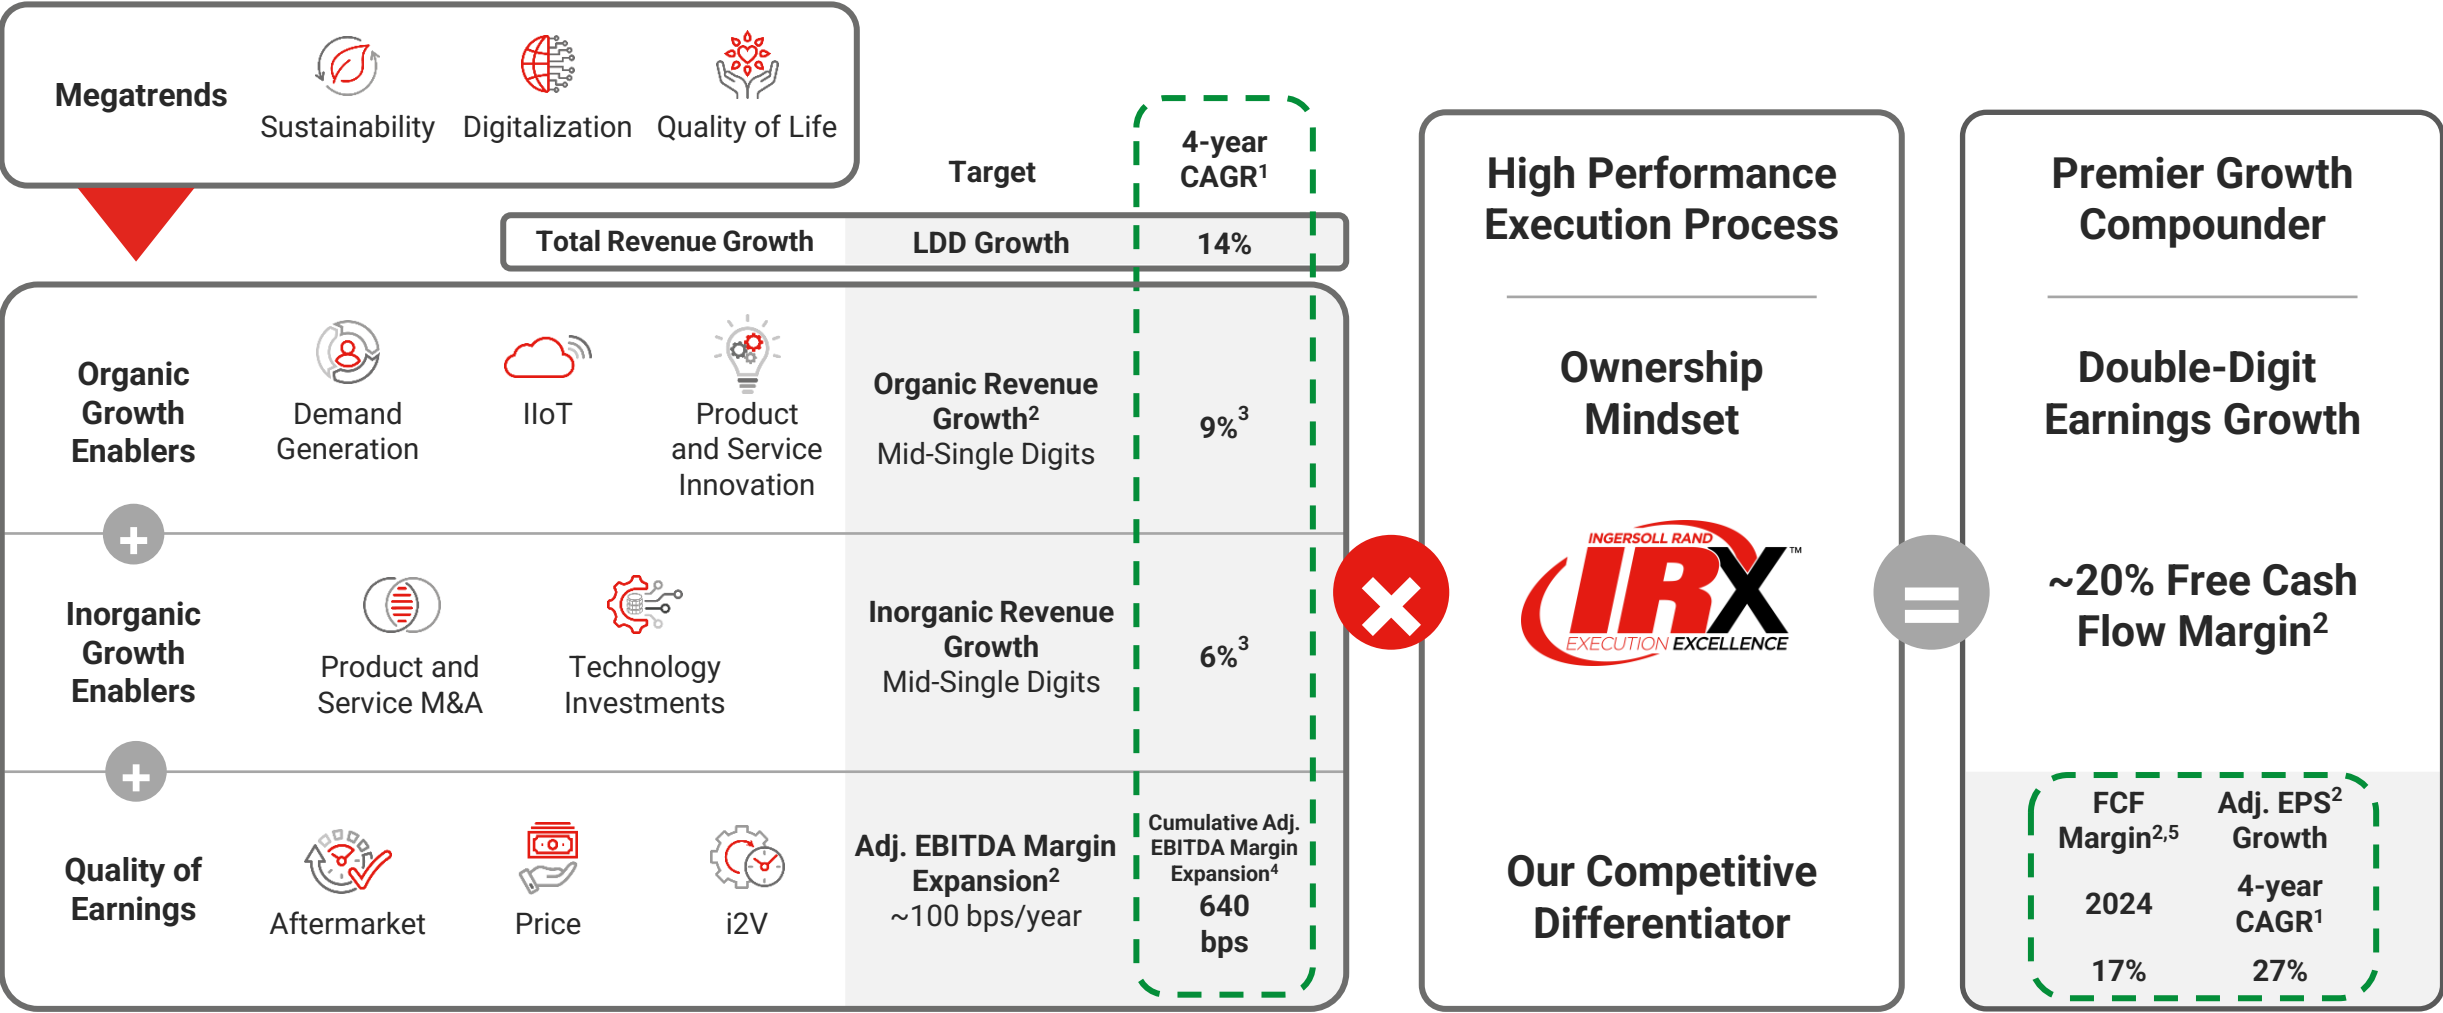 Megatrends
Sustainability
Digitalization
Quality of Life
Target
4-year
CAGR¹
Total Revenue Growth
LDD Growth
14%
Organic
Growth
Enablers
Demand
Generation
IIoT
Product
and Service
Innovation
Organic Revenue
Growth²
Mid-Single Digits
9%³
+
Inorganic
Growth
Enablers
Product and
Service M&A
Technology
Investments
Inorganic Revenue
Growth
Mid-Single Digits
6%³
+
Quality of
Earnings
Aftermarket
Price
i2V
Adj. EBITDA Margin
Expansion²
~100 bps/year
Cumulative Adj.
EBITDA Margin
Expansion⁴
640
bps
×
High Performance
Execution Process
Ownership
Mindset
INGERSOLL RAND
IRX™
EXECUTION EXCELLENCE
Our Competitive
Differentiator
=
Premier Growth
Compounder
Double-Digit
Earnings Growth
~20% Free Cash
Flow Margin²
FCF
Margin²,⁵
2024
17%
Adj. EPS²
Growth
4-year
CAGR¹
27%